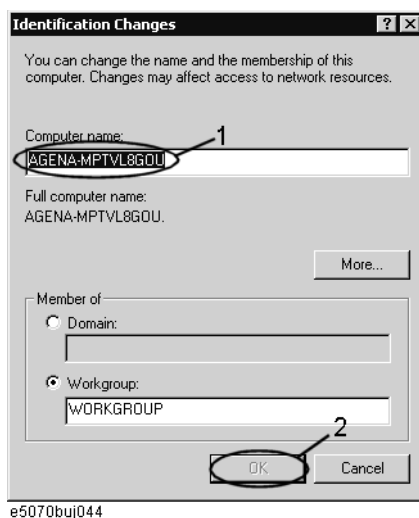 Identification Changes
You can change the name and the membership of this
computer. Changes may affect access to network resources.
Computer name:
1
AGENA-MPTVL8GOU
Full computer name:
AGENA-MPTVL8GOU.
More...
Member of
Domain:
Workgroup:
WORKGROUP
2
OK
Cancel
e5070buj044